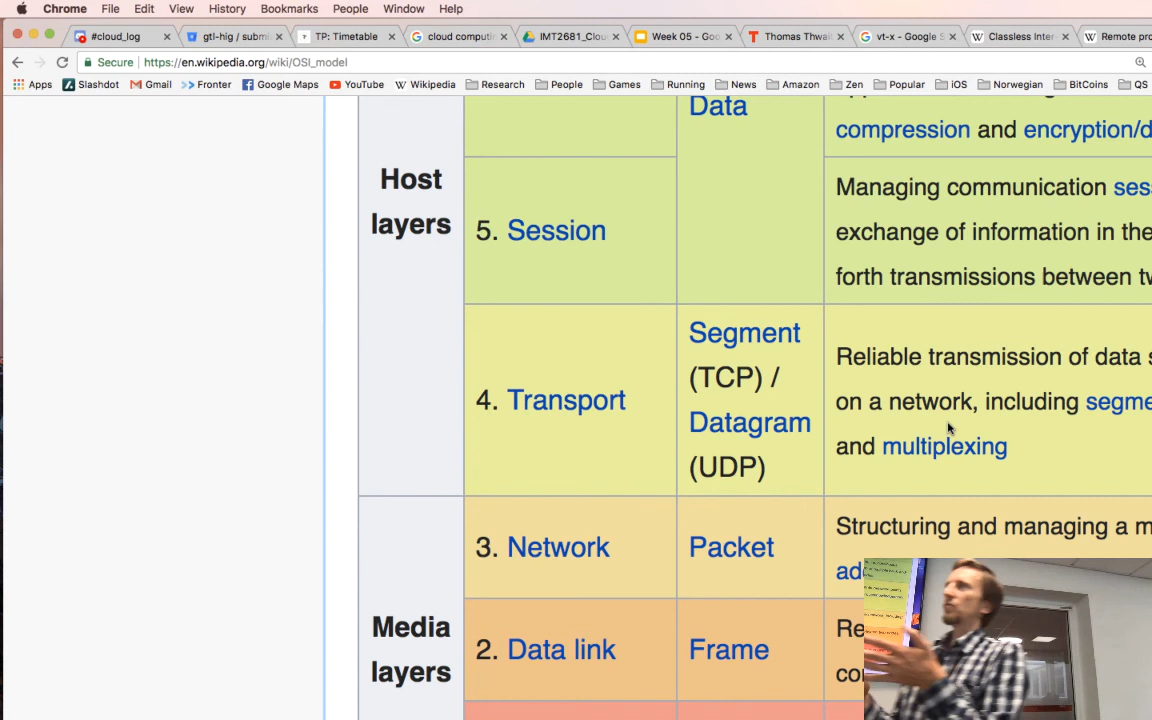 Chrome File Edit View History Bookmarks People Window Help
#cloud_log gtl-hig / subm TP: Timetable cloud computi IMT2681_Clou Week 05 - Goo Thomas Thwai vt-x - Google S Classless Inter- Remote pro
Secure https://en.wikipedia.org/wiki/OSI_model
Apps Slashdot Gmail Fronter Google Maps YouTube Wikipedia Research People Games Running News Amazon Zen Popular iOS Norwegian BitCoins QS
Data
compression and encryption/d
Host
layers
5. Session
Managing communication ses
exchange of information in the
forth transmissions between tw
4. Transport
Segment
(TCP) /
Datagram
(UDP)
Reliable transmission of data s
on a network, including segme
and multiplexing
Media
layers
3. Network
Packet
Structuring and managing a m
ad
2. Data link
Frame
Re
co